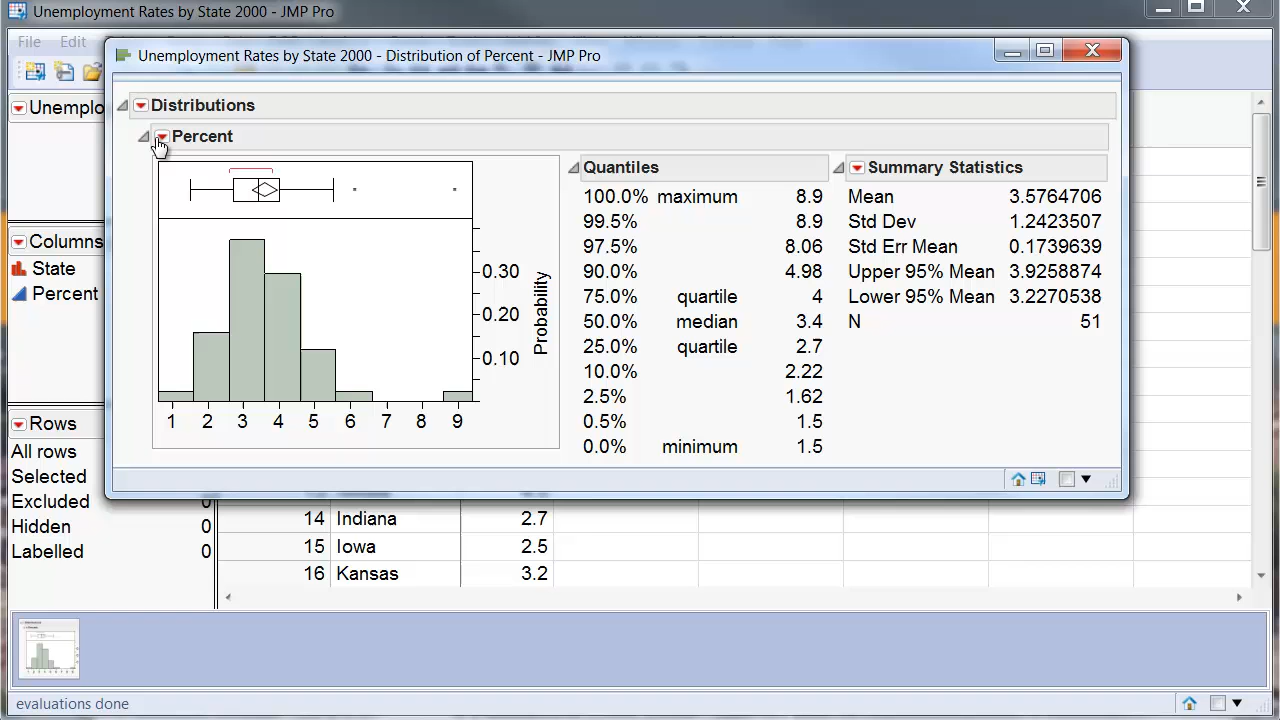 Unemployment Rates by State 2000 - JMP Pro
File Edit
Unemployment Rates by State 2000 - Distribution of Percent - JMP Pro
Unemplo
Columns
State
Percent
Rows
All rows
Selected
Excluded 0
Hidden 0
Labelled 0
Distributions
Percent
0.30
0.20
0.10
Probability
1 2 3 4 5 6 7 8 9
Quantiles
100.0% maximum 8.9
99.5% 8.9
97.5% 8.06
90.0% 4.98
75.0% quartile 4
50.0% median 3.4
25.0% quartile 2.7
10.0% 2.22
2.5% 1.62
0.5% 1.5
0.0% minimum 1.5
Summary Statistics
Mean 3.5764706
Std Dev 1.2423507
Std Err Mean 0.1739639
Upper 95% Mean 3.9258874
Lower 95% Mean 3.2270538
N 51
14 Indiana 2.7
15 Iowa 2.5
16 Kansas 3.2
evaluations done